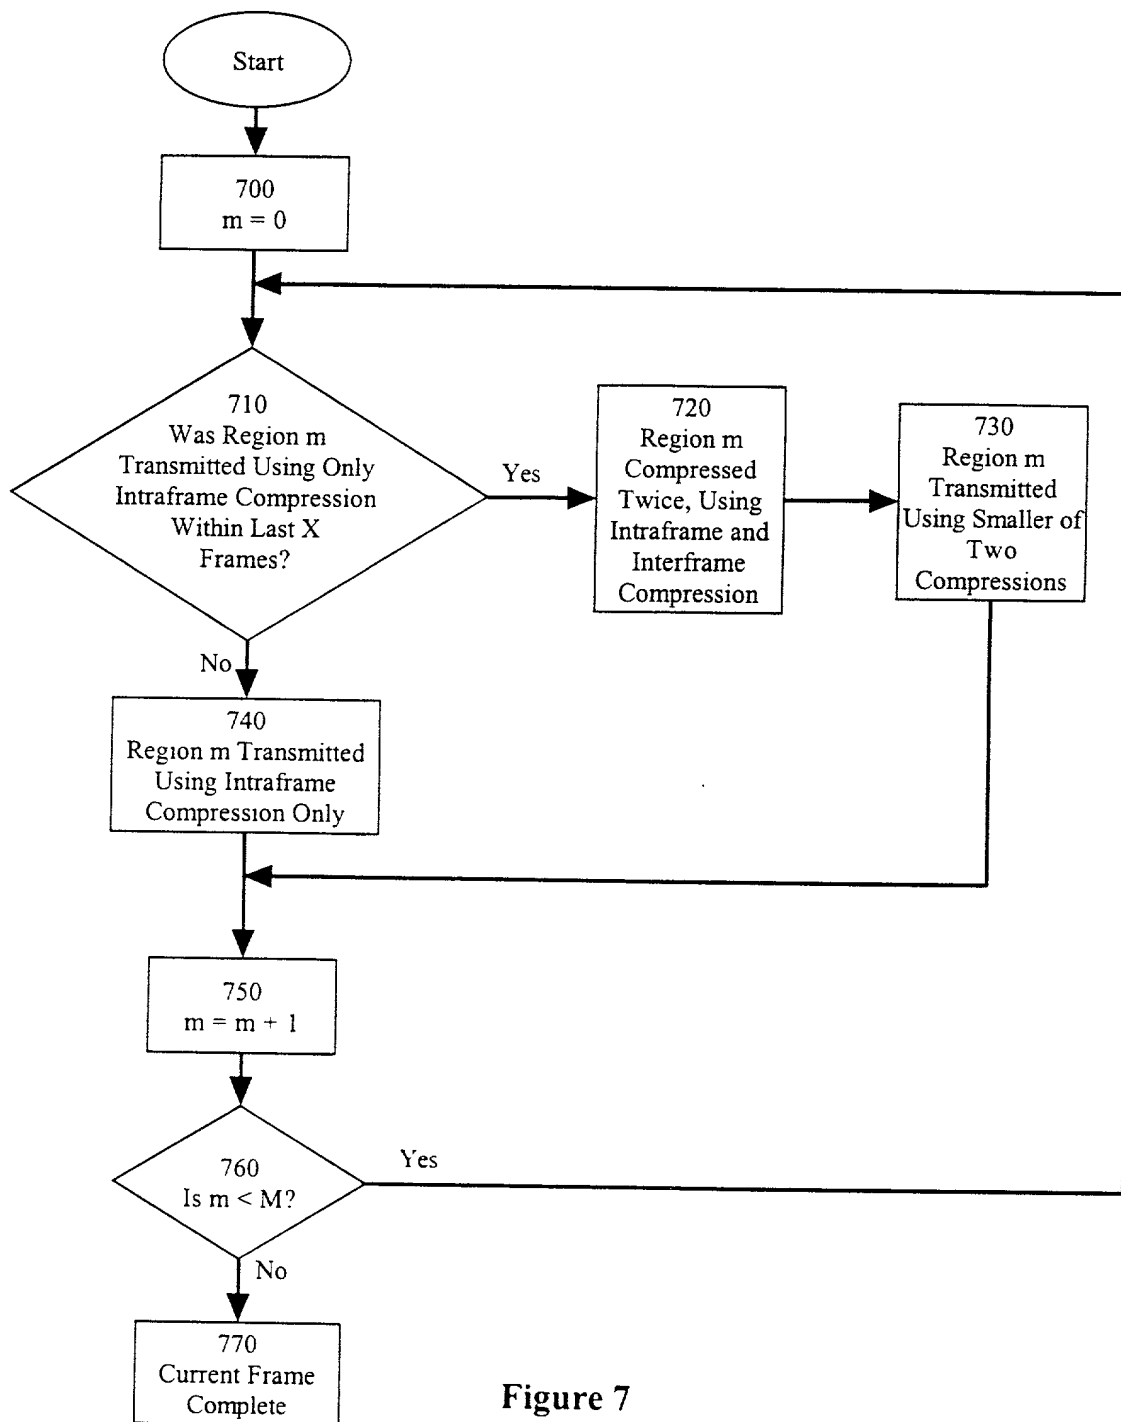 Start
700
m = 0
710
Was Region m
Transmitted Using Only
Intraframe Compression
Within Last X
Frames?
Yes
720
Region m
Compressed
Twice, Using
Intraframe and
Interframe
Compression
730
Region m
Transmitted
Using Smaller of
Two
Compressions
No
740
Region m Transmitted
Using Intraframe
Compression Only
750
m = m + 1
760
Is m < M?
Yes
No
770
Current Frame
Complete
Figure 7